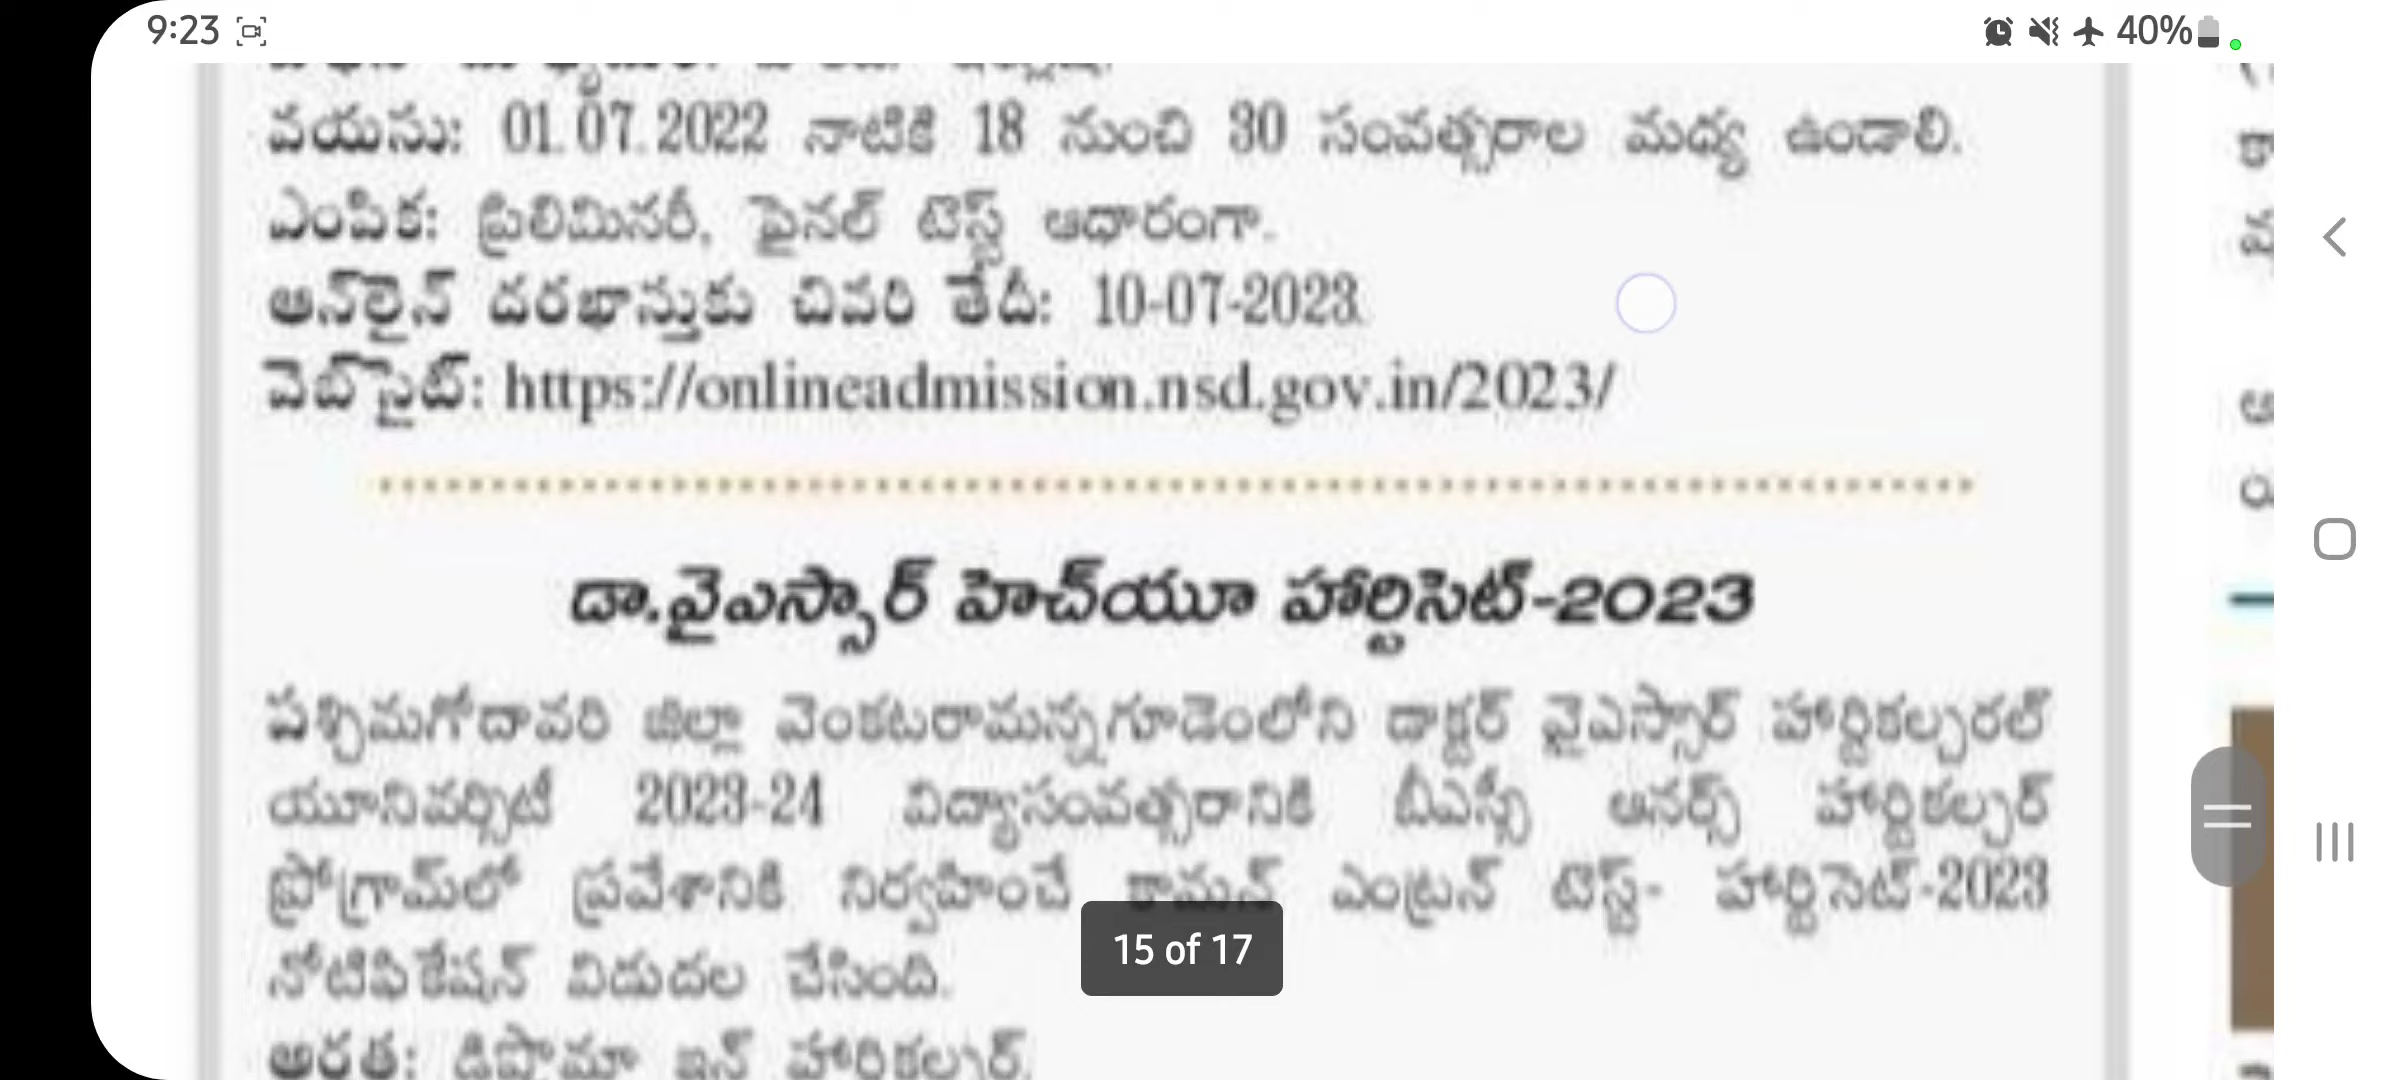 9:23
40%
వయసు: 01.07.2022 నాటికి 18 నుంచి 30 సంవత్సరాల మధ్య ఉండాలి.
ఎంపిక: ప్రిలిమినరీ, ఫైనల్ టెస్ట్ ఆధారంగా.
ఆన్‌లైన్ దరఖాస్తుకు చివరి తేదీ: 10-07-2023.
వెబ్‌సైట్: https://onlineadmission.nsd.gov.in/2023/
డా.వైఎస్సార్ హెచ్‌యూ హార్టిసెట్-2023
పశ్చిమగోదావరి జిల్లా వెంకటరామన్నగూడెంలోని డాక్టర్ వైఎస్సార్ హార్టికల్చరల్
యూనివర్సిటీ 2023-24 విద్యాసంవత్సరానికి బీఎస్సీ ఆనర్స్ హార్టికల్చర్
ప్రోగ్రామ్‌లో ప్రవేశానికి నిర్వహించే కామన్ ఎంట్రన్ టెస్ట్- హార్టిసెట్-2023
నోటిఫికేషన్ విడుదల చేసింది.
15 of 17
అర్హత: డిప్లొమా ఇన్ హార్టికల్చర్.